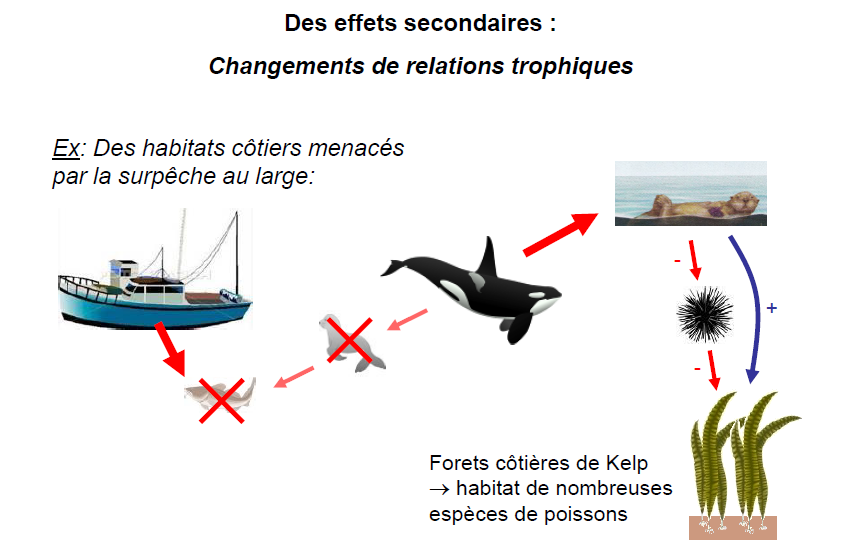 Des effets secondaires :
Changements de relations trophiques
Ex: Des habitats côtiers menacés
par la surpêche au large:
-
+
-
Forets côtières de Kelp
→ habitat de nombreuses
espèces de poissons